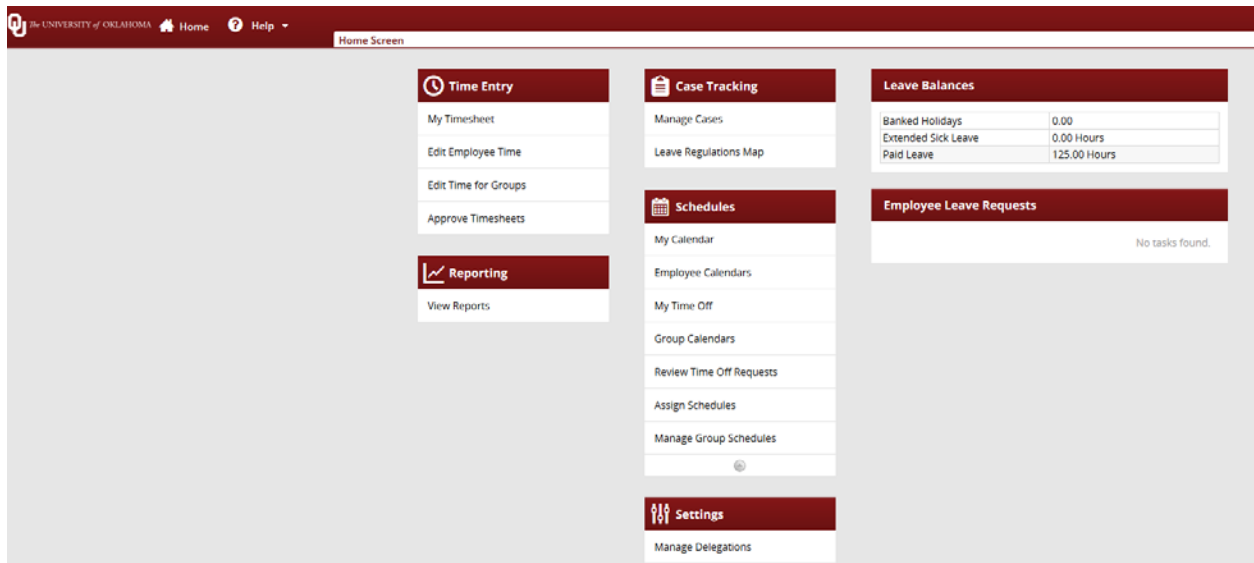 The UNIVERSITY of OKLAHOMA Home Help
Home Screen
Time Entry
My Timesheet
Edit Employee Time
Edit Time for Groups
Approve Timesheets
Reporting
View Reports
Case Tracking
Manage Cases
Leave Regulations Map
Schedules
My Calendar
Employee Calendars
My Time Off
Group Calendars
Review Time Off Requests
Assign Schedules
Manage Group Schedules
Settings
Manage Delegations
Leave Balances
Banked Holidays 0.00
Extended Sick Leave 0.00 Hours
Paid Leave 125.00 Hours
Employee Leave Requests
No tasks found.